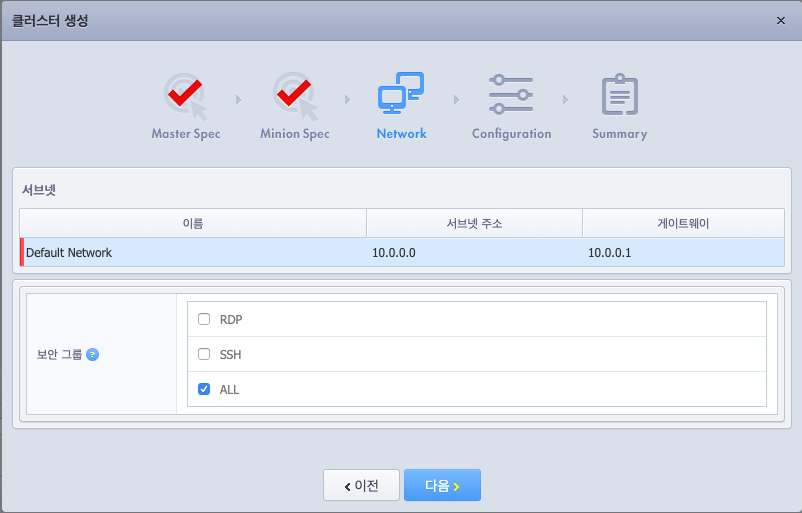 클러스터 생성
Master Spec
Minion Spec
Network
Configuration
Summary
서브넷
이름 서브넷 주소 게이트웨이
Default Network 10.0.0.0 10.0.0.1
보안 그룹 ?
RDP
SSH
ALL
이전 다음